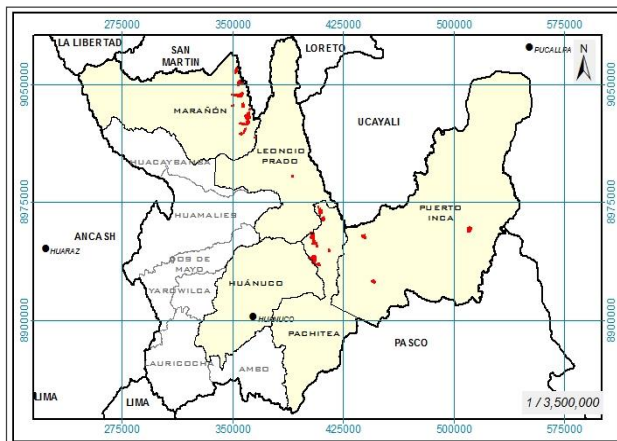 275000 350000 425000 500000 575000
LA LIBERTAD
SAN
MARTIN
LORETO
PUCALLPA
N
9050000
9050000
MARAÑÓN
UCAYALI
LEONCIO
PRADO
HUACAYBAMBA
8975000
8975000
HUAMALIES
PUERTO
INCA
ANCASH
HUARAZ
DOS DE
MAYO
YAROWILCA
HUÁNUCO
HUANUCO
8900000
8900000
PACHITEA
PASCO
LAURICOCHA
AMBO
LIMA
LIMA
1 / 3,500,000
275000 350000 425000 500000 575000